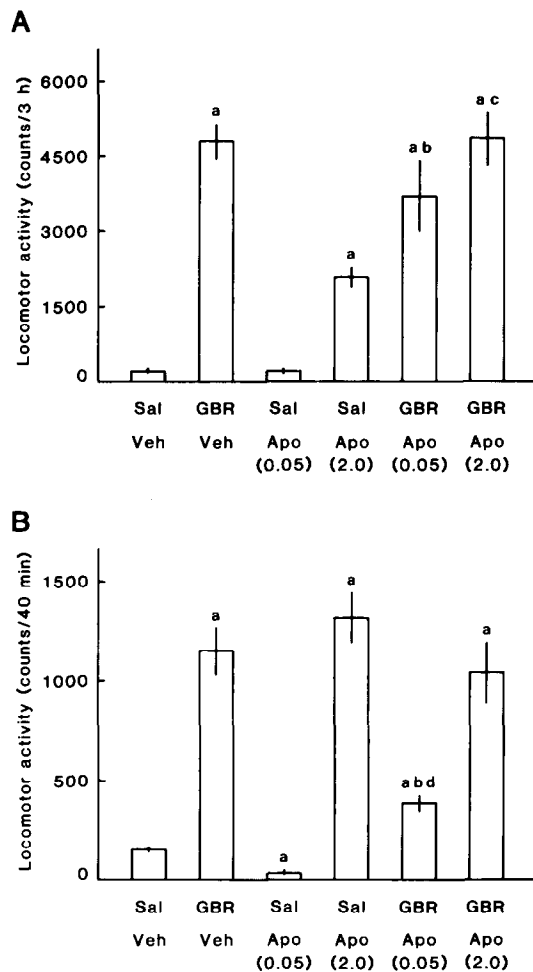 A
Locomotor activity (counts/3 h)
6000
4500
3000
1500
0
a
a
a b
a c
Sal GBR Sal Sal GBR GBR
Veh Veh Apo Apo Apo Apo
(0.05) (2.0) (0.05) (2.0)
B
Locomotor activity (counts/40 min)
1500
1000
500
0
a
a
a
a b d
a
Sal GBR Sal Sal GBR GBR
Veh Veh Apo Apo Apo Apo
(0.05) (2.0) (0.05) (2.0)